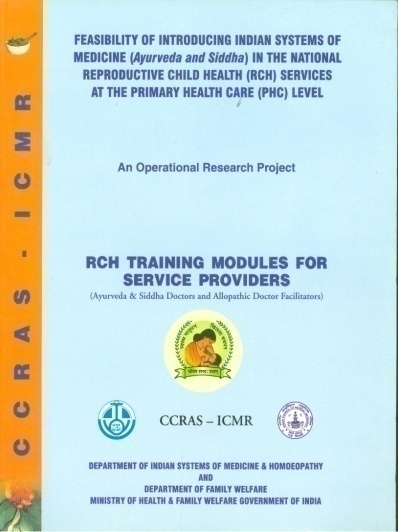 FEASIBILITY OF INTRODUCING INDIAN SYSTEMS OF
MEDICINE (Ayurveda and Siddha) IN THE NATIONAL
REPRODUCTIVE CHILD HEALTH (RCH) SERVICES
AT THE PRIMARY HEALTH CARE (PHC) LEVEL
An Operational Research Project
RCH TRAINING MODULES FOR
SERVICE PROVIDERS
(Ayurveda & Siddha Doctors and Allopathic Doctor Facilitators)
CCRAS – ICMR
DEPARTMENT OF INDIAN SYSTEMS OF MEDICINE & HOMOEOPATHY
AND
DEPARTMENT OF FAMILY WELFARE
MINISTRY OF HEALTH & FAMILY WELFARE GOVERNMENT OF INDIA
CCRAS - ICMR